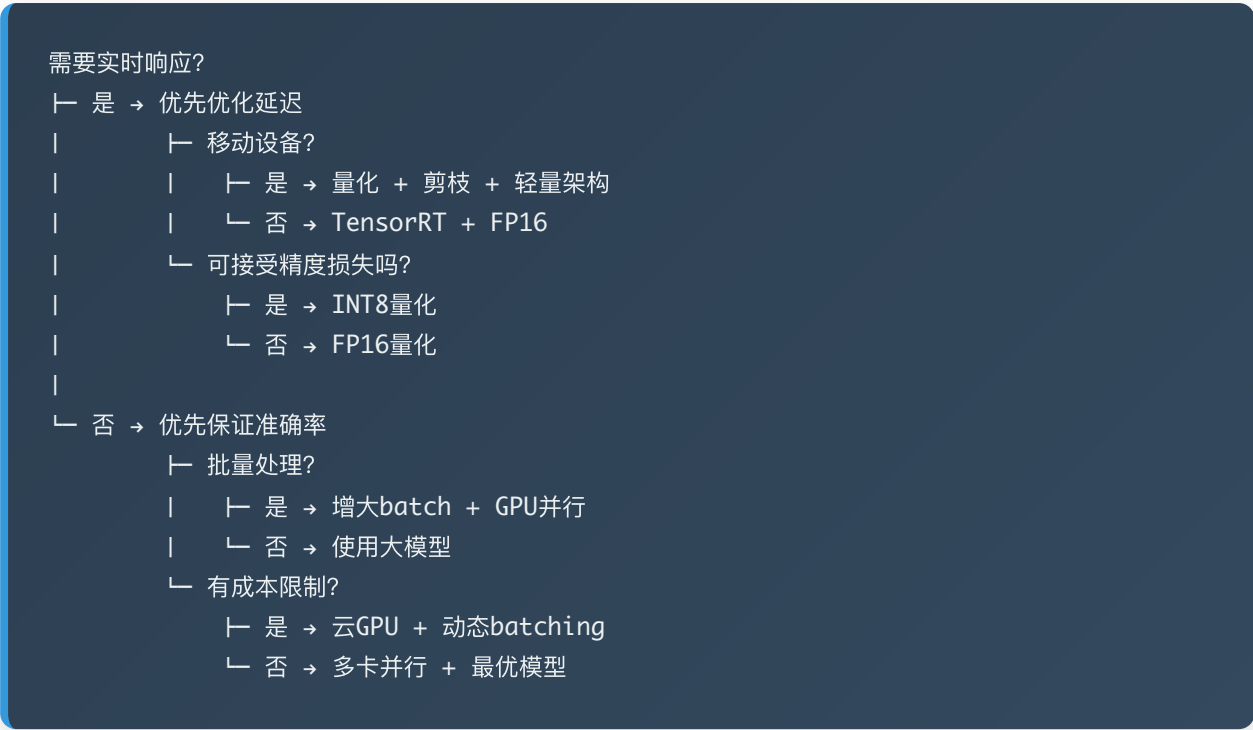 需要实时响应?
├─ 是 → 优先优化延迟
│       ├─ 移动设备?
│       │   ├─ 是 → 量化 + 剪枝 + 轻量架构
│       │   └─ 否 → TensorRT + FP16
│       └─ 可接受精度损失吗?
│           ├─ 是 → INT8量化
│           └─ 否 → FP16量化
│
└─ 否 → 优先保证准确率
        ├─ 批量处理?
        │   ├─ 是 → 增大batch + GPU并行
        │   └─ 否 → 使用大模型
        └─ 有成本限制?
            ├─ 是 → 云GPU + 动态batching
            └─ 否 → 多卡并行 + 最优模型